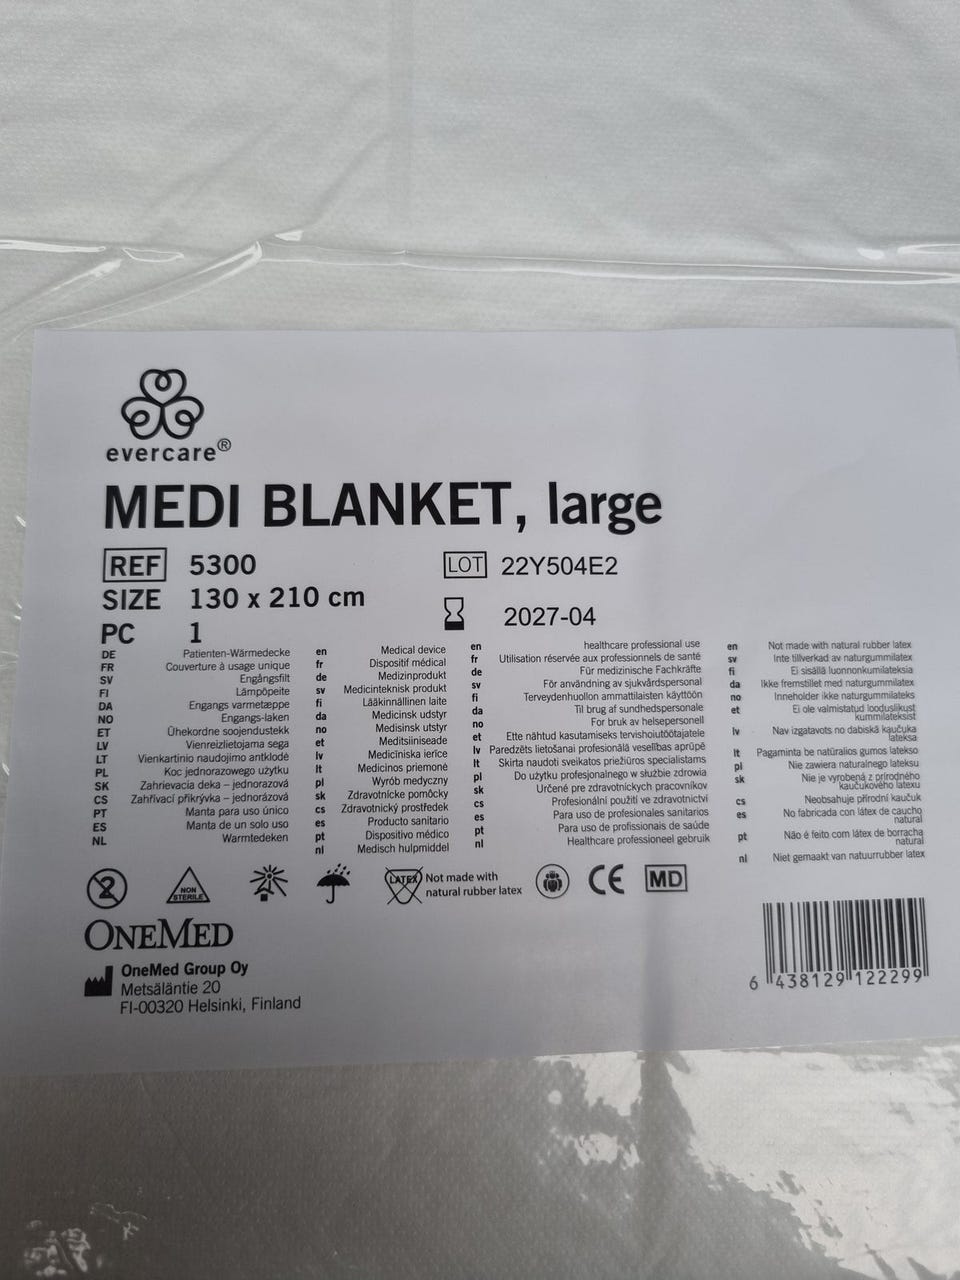 evercare®
MEDI BLANKET, large
REF 5300
LOT 22Y504E2
SIZE 130 x 210 cm
2027-04
PC 1
DE Patienten-Wärmedecke
FR Couverture à usage unique
SV Engångsfilt
FI Lämpöpeite
DA Engangs varmetæppe
NO Engangs-laken
ET Ühekordne soojendustekk
LV Vienreizlietojama sega
LT Vienkartinio naudojimo antklodė
PL Koc jednorazowego użytku
SK Zahrievacia deka – jednorazová
CS Zahřívací přikrývka – jednorázová
PT Manta para uso único
ES Manta de un solo uso
NL Warmtedeken
en Medical device
fr Dispositif médical
de Medizinprodukt
sv Medicinteknisk produkt
fi Lääkinnällinen laite
da Medicinsk udstyr
no Medisinsk utstyr
et Meditsiiniseade
lv Medicīniska ierīce
lt Medicinos priemonė
pl Wyrób medyczny
sk Zdravotnícke pomôcky
cs Zdravotnický prostředek
es Producto sanitario
pt Dispositivo médico
nl Medisch hulpmiddel
en healthcare professional use
fr Utilisation réservée aux professionnels de santé
de Für medizinische Fachkräfte
sv För användning av sjukvårdspersonal
fi Terveydenhuollon ammattilaisten käyttöön
da Til brug af sundhedspersonale
no For bruk av helsepersonell
et Ette nähtud kasutamiseks tervishoiutöötajatele
lv Paredzēts lietošanai profesionālā veselības aprūpē
lt Skirta naudoti sveikatos priežiūros specialistams
pl Do użytku profesjonalnego w służbie zdrowia
sk Určené pre zdravotníckych pracovníkov
cs Profesionální použití ve zdravotnictví
es Para uso de profesionales sanitarios
pt Para uso de profissionais de saúde
nl Healthcare professioneel gebruik
en Not made with natural rubber latex
sv Inte tillverkad av naturgummilatex
fi Ei sisällä luonnonkumilateksia
da Ikke fremstillet med naturgummilatex
no Inneholder ikke naturgummilateks
et Ei ole valmistatud looduslikust
kummilateksist
lv Nav izgatavots no dabiskā kaučuka
lateksa
lt Pagaminta be natūralios gumos latekso
pl Nie zawiera naturalnego lateksu
sk Nie je vyrobená z prírodného
kaučukového latexu
cs Neobsahuje přírodní kaučuk
es No fabricada con látex de caucho
natural
pt Não é feito com látex de borracha
natural
nl Niet gemaakt van natuurrubber latex
2
NON
STERILE
LATEX
Not made with
natural rubber latex
CE
MD
ONEMED
OneMed Group Oy
Metsäläntie 20
FI-00320 Helsinki, Finland
6 438129 122299